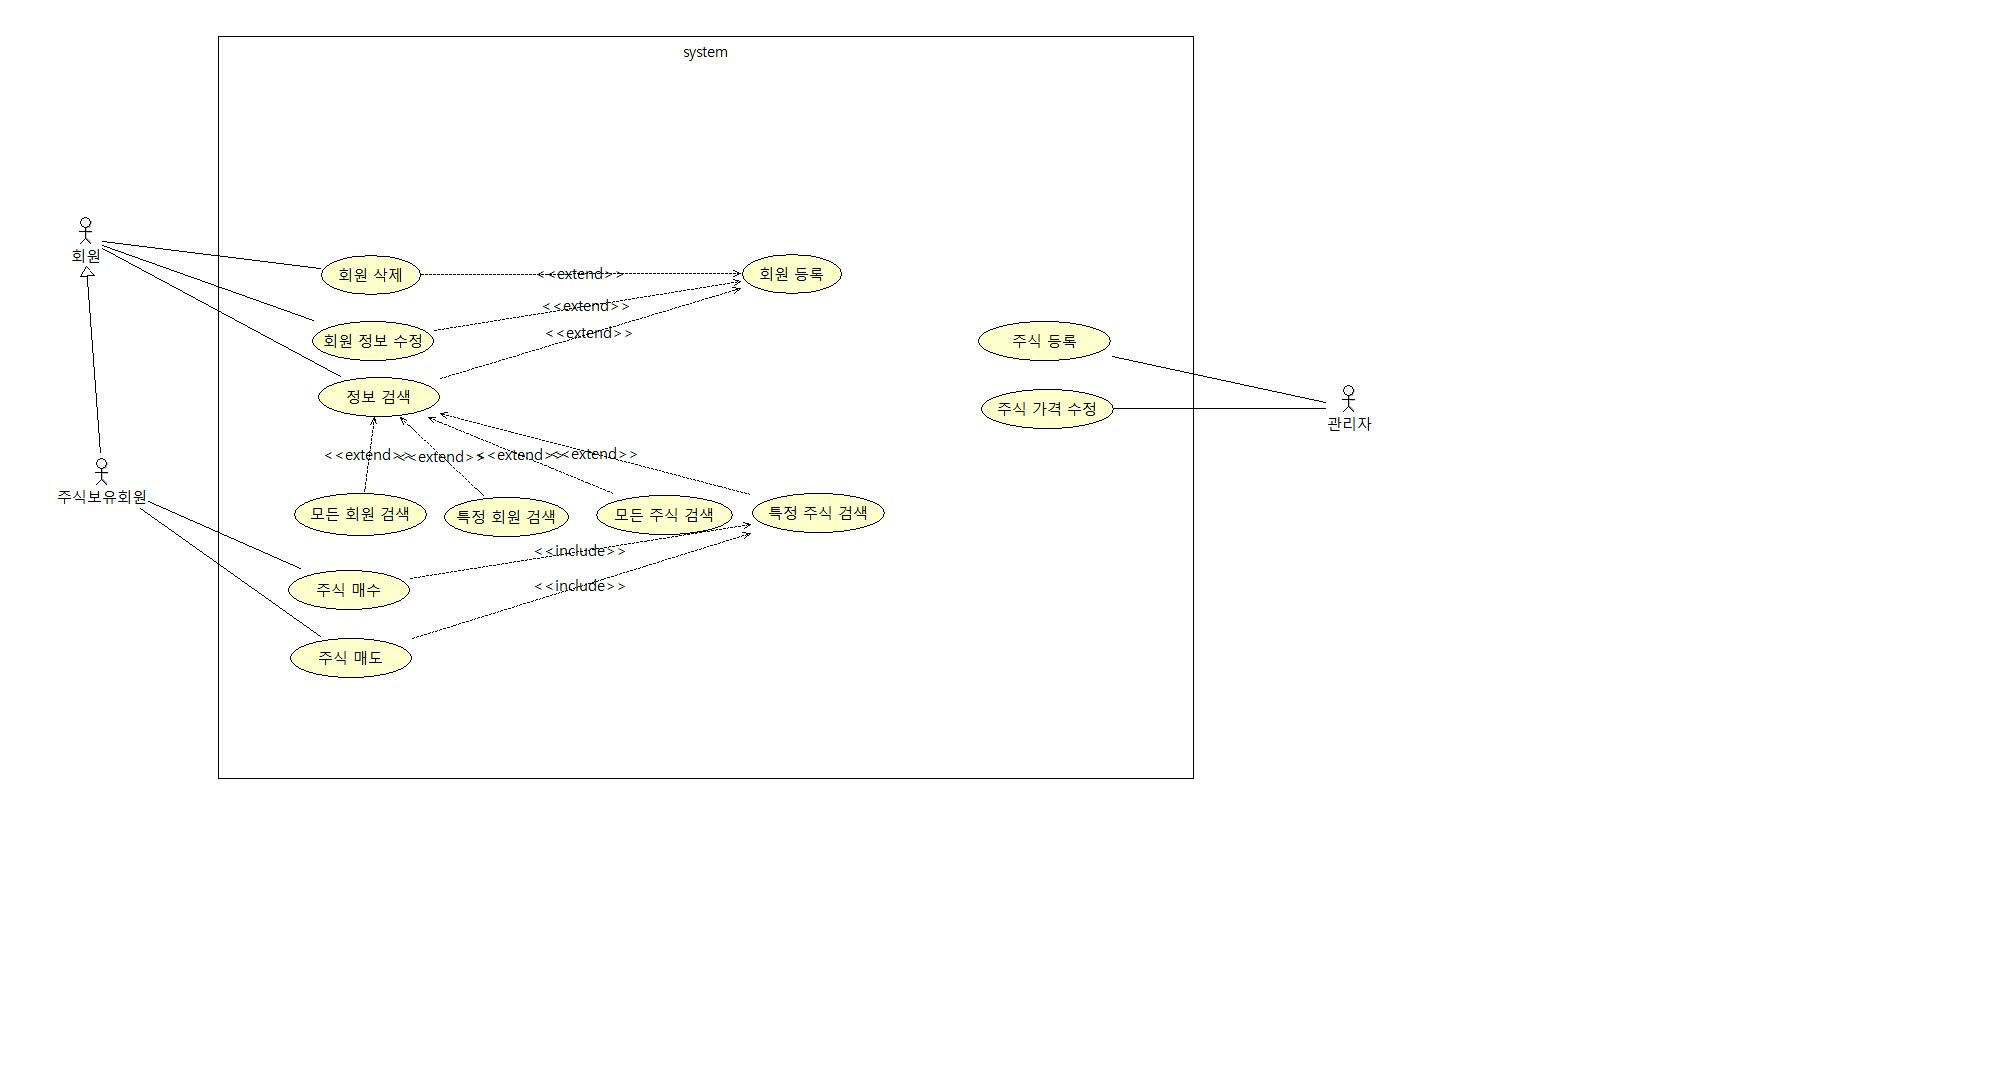 system
회원
회원 삭제
<<extend>>
회원 등록
<<extend>>
<<extend>>
회원 정보 수정
주식 등록
정보 검색
주식 가격 수정
관리자
<<extend>>
<<extend>>
<<extend>>
<<extend>>
주식보유회원
모든 회원 검색
특정 회원 검색
모든 주식 검색
특정 주식 검색
<<include>>
주식 매수
<<include>>
주식 매도